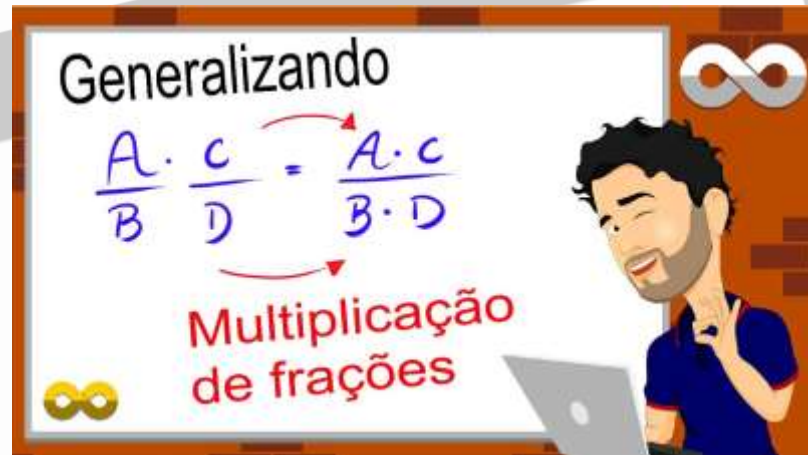 Generalizando
A/B · C/D = A·C/B·D
Multiplicação
de frações